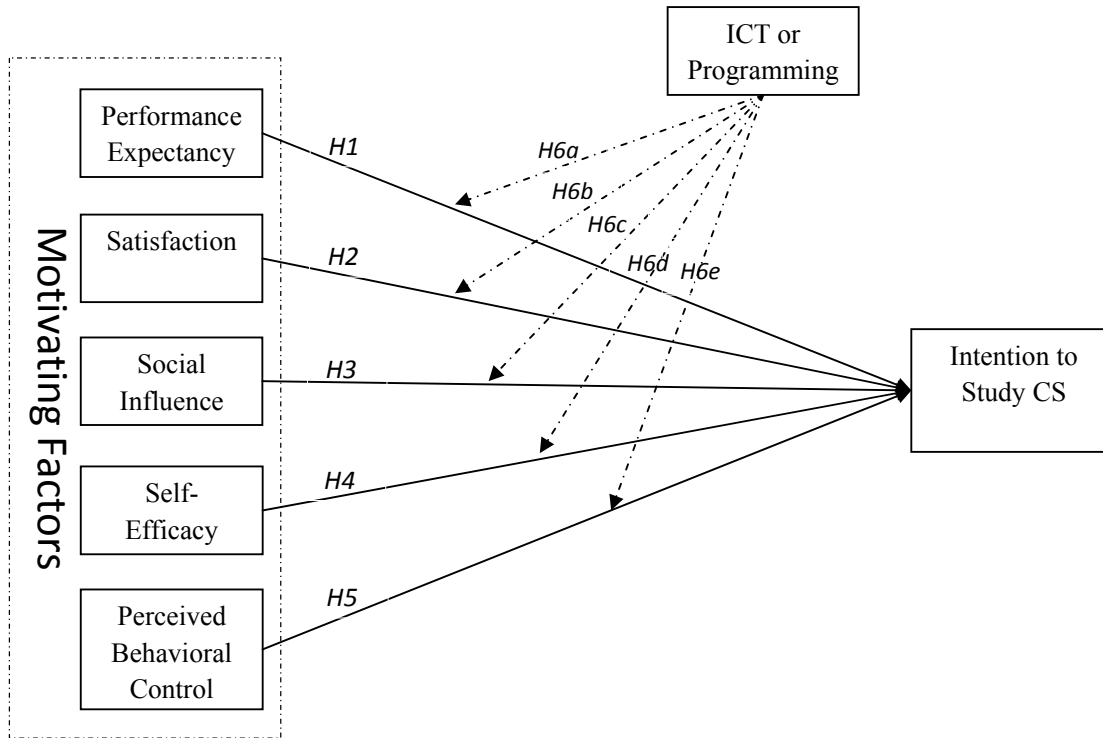 ICT or
Programming
Motivating Factors
Performance
Expectancy
Satisfaction
Social
Influence
Self-
Efficacy
Perceived
Behavioral
Control
H1
H2
H3
H4
H5
H6a
H6b
H6c
H6d
H6e
Intention to
Study CS